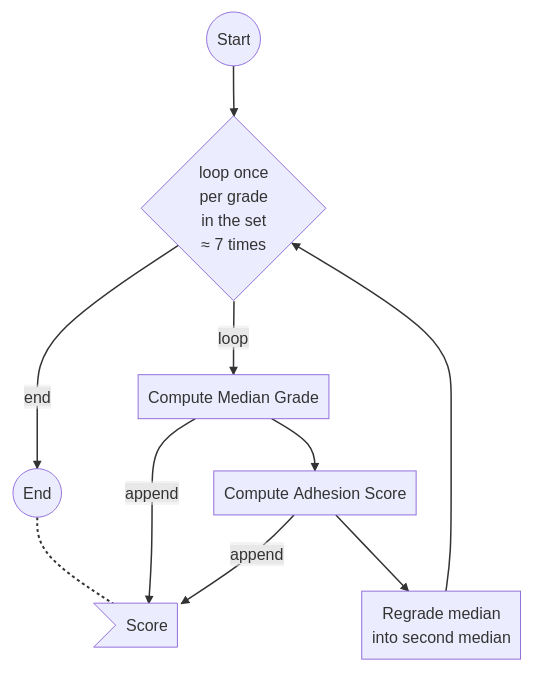 Start
loop once
per grade
in the set
≈ 7 times
loop
Compute Median Grade
end
End
append
Compute Adhesion Score
append
Score
Regrade median
into second median